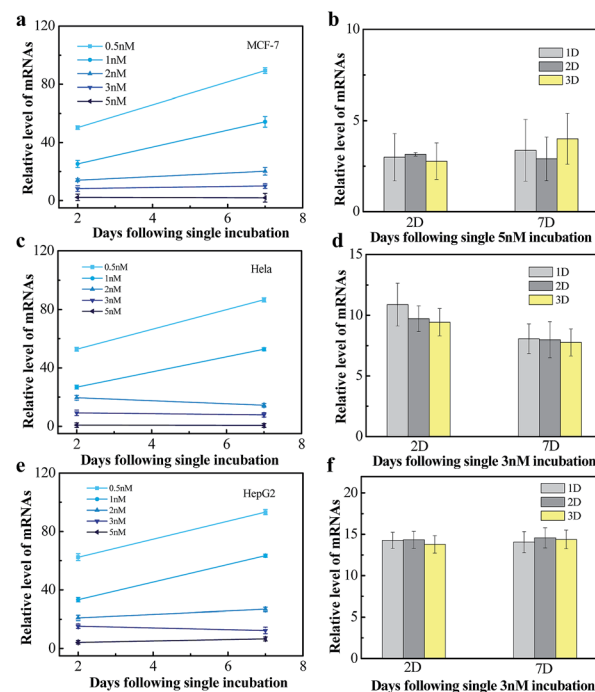 a
120
80
40
0
Relative level of mRNAs
MCF-7
0.5nM
1nM
2nM
3nM
5nM
2 4 6 8
Days following single incubation
b
10
5
0
Relative level of mRNAs
1D
2D
3D
2D 7D
Days following single 5nM incubation
c
120
80
40
0
Relative level of mRNAs
Hela
0.5nM
1nM
2nM
3nM
5nM
2 4 6 8
Days following single incubation
d
15
10
5
0
Relative level of mRNAs
1D
2D
3D
2D 7D
Days following single 3nM incubation
e
120
80
40
0
Relative level of mRNAs
HepG2
0.5nM
1nM
2nM
3nM
5nM
2 4 6 8
Days following single incubation
f
20
15
10
5
0
Relative level of mRNAs
1D
2D
3D
2D 7D
Days following single 3nM incubation